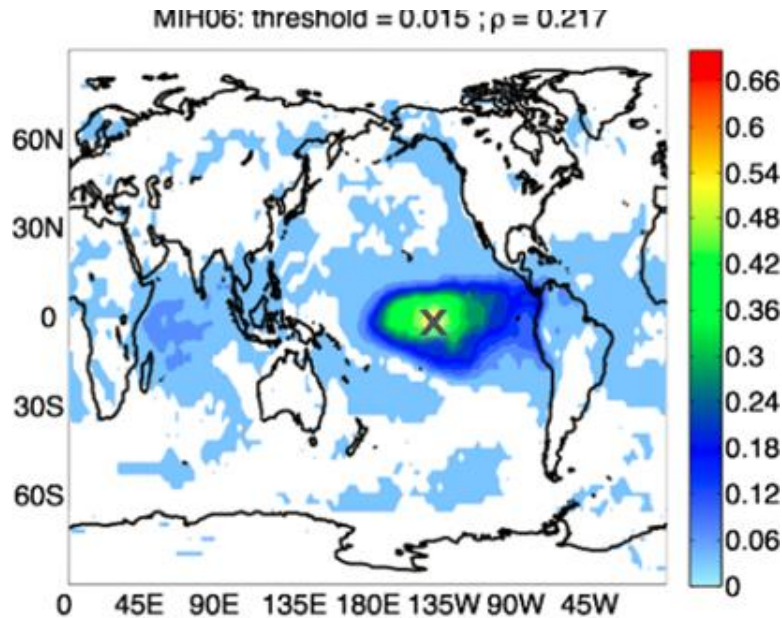 MIH06: threshold = 0.015 ; ρ = 0.217
60N
30N
0
30S
60S
0 45E 90E 135E 180E 135W 90W 45W
X
0.66
0.6
0.54
0.48
0.42
0.36
0.3
0.24
0.18
0.12
0.06
0